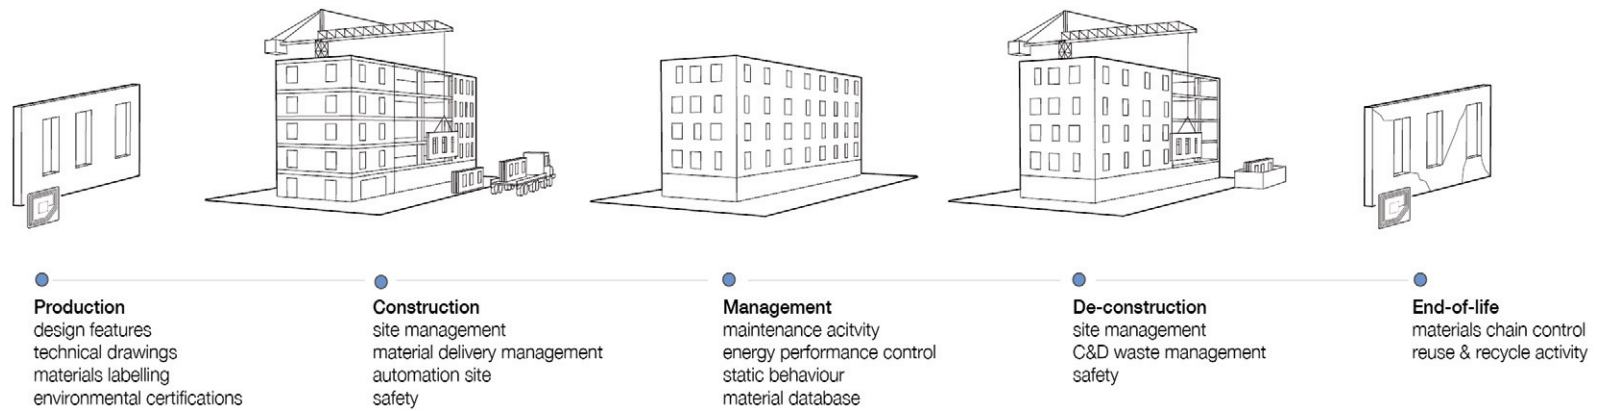 Production
design features
technical drawings
materials labelling
environmental certifications
Construction
site management
material delivery management
automation site
safety
Management
maintenance acitvity
energy performance control
static behaviour
material database
De-construction
site management
C&D waste management
safety
End-of-life
materials chain control
reuse & recycle activity